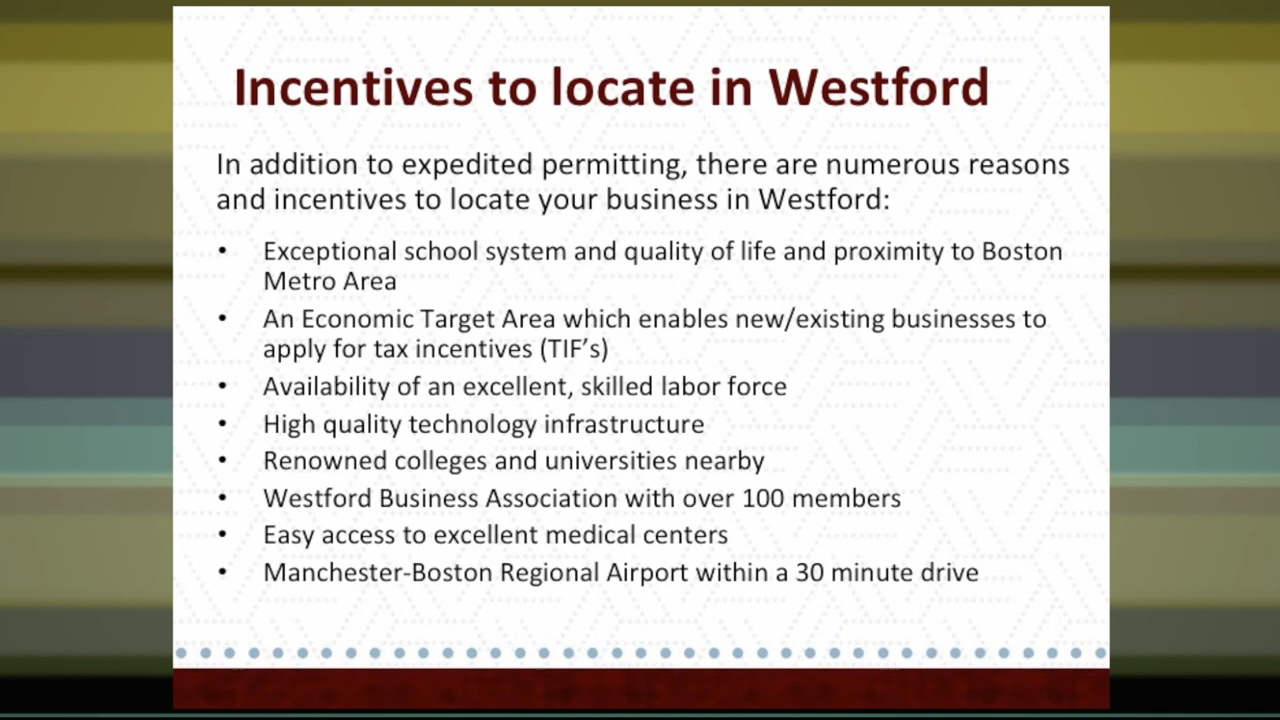 Incentives to locate in Westford
In addition to expedited permitting, there are numerous reasons
and incentives to locate your business in Westford:
• Exceptional school system and quality of life and proximity to Boston
Metro Area
• An Economic Target Area which enables new/existing businesses to
apply for tax incentives (TIF’s)
• Availability of an excellent, skilled labor force
• High quality technology infrastructure
• Renowned colleges and universities nearby
• Westford Business Association with over 100 members
• Easy access to excellent medical centers
• Manchester-Boston Regional Airport within a 30 minute drive